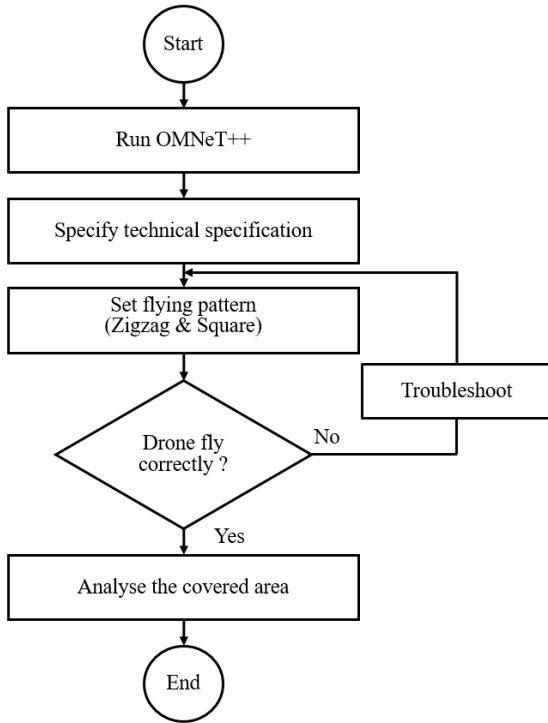 Start
Run OMNeT++
Specify technical specification
Set flying pattern
(Zigzag & Square)
Troubleshoot
Drone fly
correctly ?
No
Yes
Analyse the covered area
End